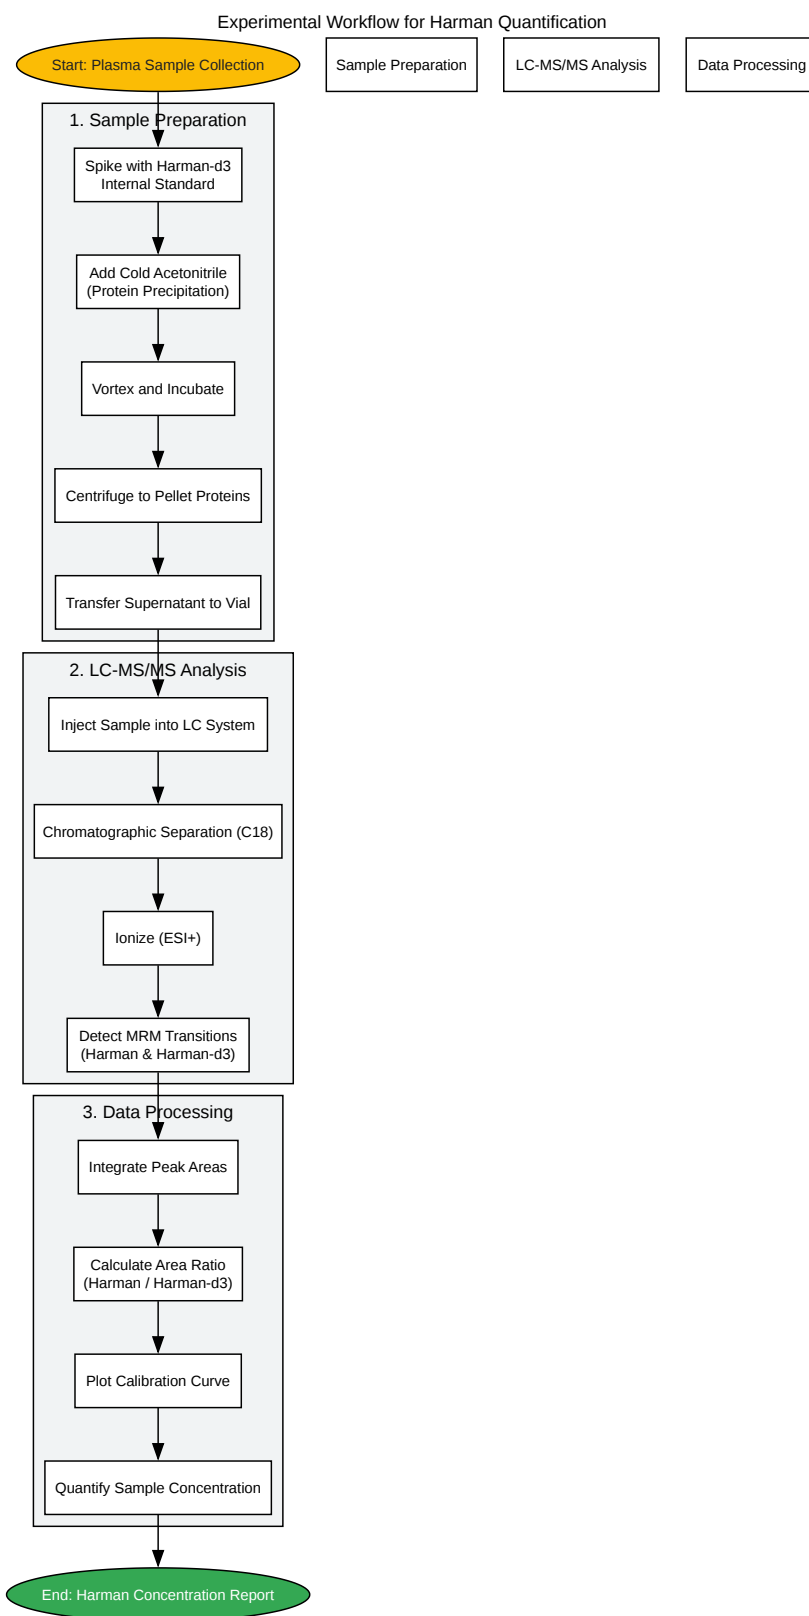 Experimental Workflow for Harman Quantification
Start: Plasma Sample Collection
Sample Preparation
LC-MS/MS Analysis
Data Processing
1. Sample Preparation
Spike with Harman-d3
Internal Standard
Add Cold Acetonitrile
(Protein Precipitation)
Vortex and Incubate
Centrifuge to Pellet Proteins
Transfer Supernatant to Vial
2. LC-MS/MS Analysis
Inject Sample into LC System
Chromatographic Separation (C18)
Ionize (ESI+)
Detect MRM Transitions
(Harman & Harman-d3)
3. Data Processing
Integrate Peak Areas
Calculate Area Ratio
(Harman / Harman-d3)
Plot Calibration Curve
Quantify Sample Concentration
End: Harman Concentration Report